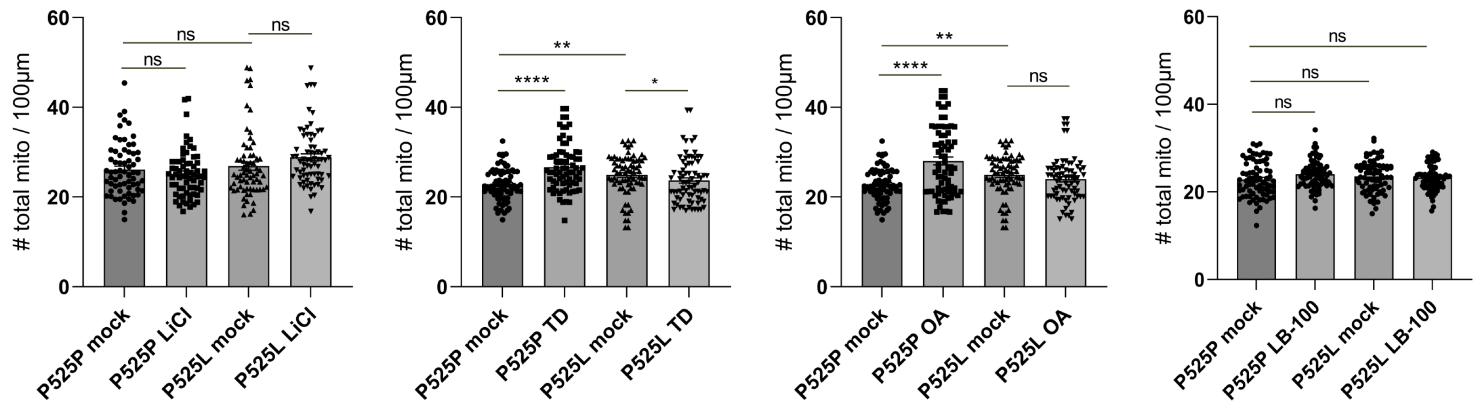 # total mito / 100μm
60
40
20
0
ns
ns
ns
P525P mock
P525P LiCl
P525L mock
P525L LiCl
# total mito / 100μm
60
40
20
0
**
****
*
P525P mock
P525P TD
P525L mock
P525L TD
# total mito / 100μm
60
40
20
0
**
****
ns
P525P mock
P525P OA
P525L mock
P525L OA
# total mito / 100μm
60
40
20
0
ns
ns
ns
P525P mock
P525P LB-100
P525L mock
P525L LB-100